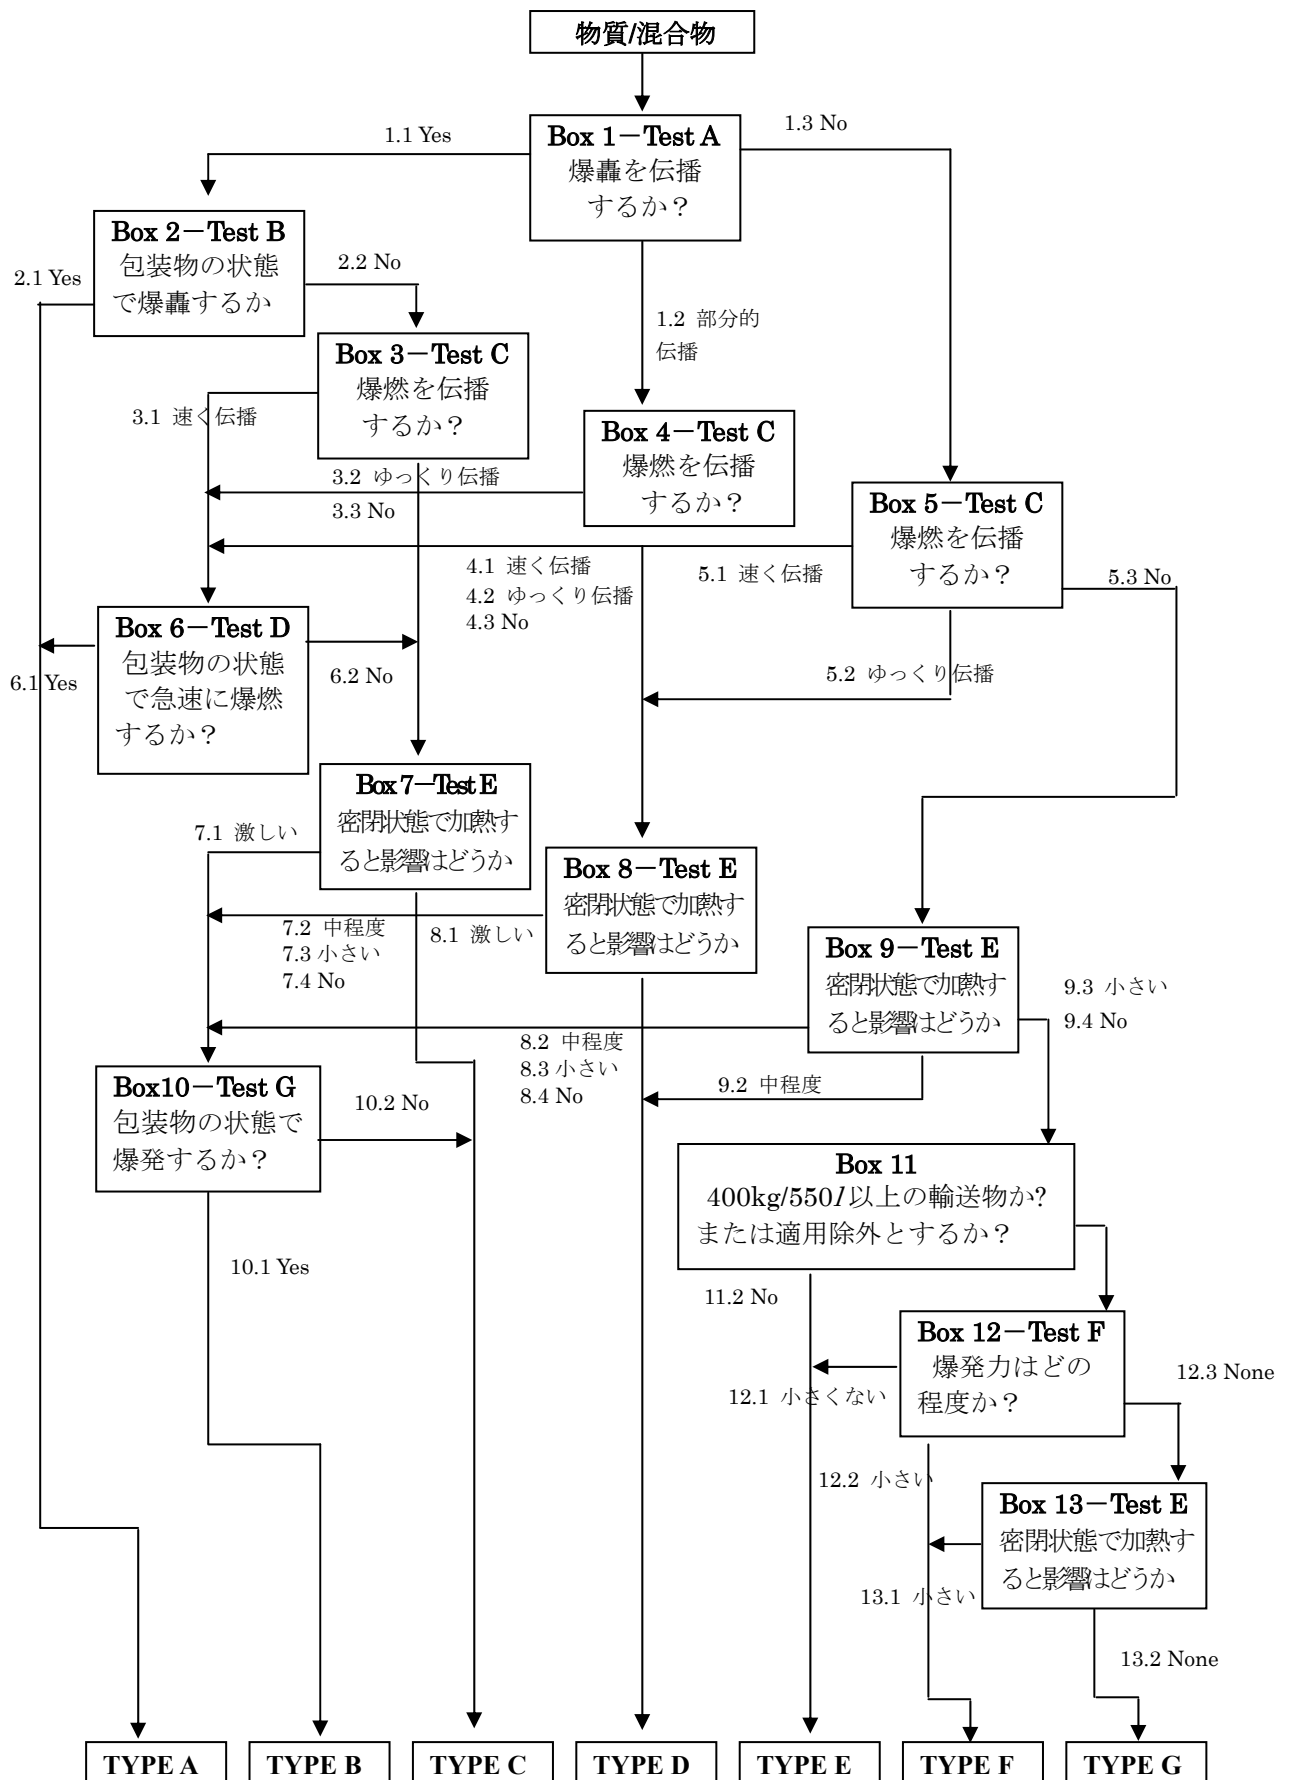 物質/混合物
1.1 Yes
1.3 No
Box 1－Test A
爆轟を伝播
するか？
Box 2－Test B
包装物の状態
で爆轟するか
2.1 Yes
2.2 No
1.2 部分的
伝播
Box 3－Test C
爆燃を伝播
するか？
3.1 速く伝播
Box 4－Test C
爆燃を伝播
するか？
3.2 ゆっくり伝播
3.3 No
Box 5－Test C
爆燃を伝播
するか？
4.1 速く伝播
4.2 ゆっくり伝播
4.3 No
5.1 速く伝播
5.3 No
Box 6－Test D
包装物の状態
で急速に爆燃
するか？
6.1 Yes
6.2 No
5.2 ゆっくり伝播
Box 7－Test E
密閉状態で加熱す
ると影響はどうか
7.1 激しい
Box 8－Test E
密閉状態で加熱す
ると影響はどうか
7.2 中程度
7.3 小さい
7.4 No
8.1 激しい
Box 9－Test E
密閉状態で加熱す
ると影響はどうか
9.3 小さい
9.4 No
8.2 中程度
8.3 小さい
8.4 No
9.2 中程度
Box10－Test G
包装物の状態で
爆発するか？
10.2 No
Box 11
400kg/550l以上の輸送物か?
または適用除外とするか？
10.1 Yes
11.2 No
Box 12－Test F
爆発力はどの
程度か？
12.1 小さくない
12.3 None
12.2 小さい
Box 13－Test E
密閉状態で加熱す
ると影響はどうか
13.1 小さい
13.2 None
TYPE A
TYPE B
TYPE C
TYPE D
TYPE E
TYPE F
TYPE G